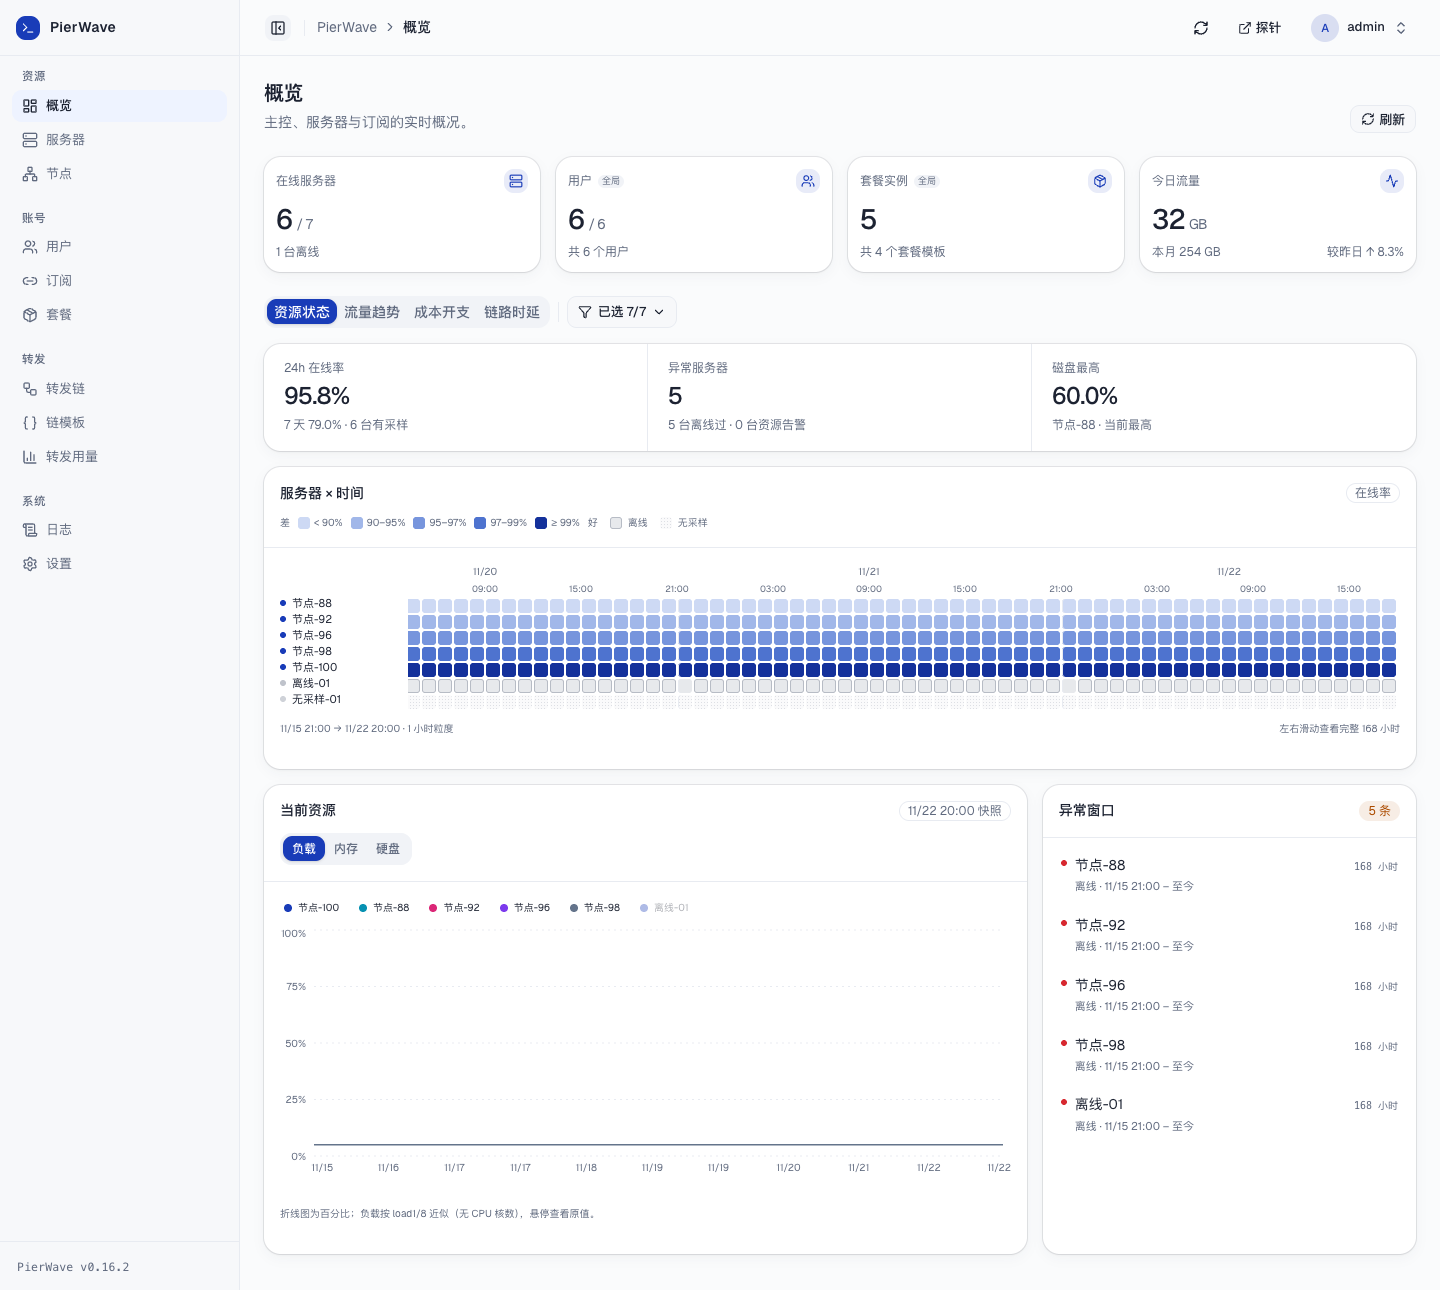 PierWave
PierWave > 概览
探针
A admin
资源
概览
服务器
节点
账号
用户
订阅
套餐
转发
转发链
链模板
转发用量
系统
日志
设置
PierWave v0.16.2
概览
主控、服务器与订阅的实时概况。
刷新
在线服务器
6 / 7
1 台离线
用户 全局
6 / 6
共 6 个用户
套餐实例 全局
5
共 4 个套餐模板
今日流量
32 GB
本月 254 GB 较昨日 ↑ 8.3%
资源状态 流量趋势 成本开支 链路时延 已选 7/7
24h 在线率
95.8%
7 天 79.0% · 6 台有采样
异常服务器
5
5 台离线过 · 0 台资源告警
磁盘最高
60.0%
节点-88 · 当前最高
服务器 × 时间 在线率
差 < 90% 90–95% 95–97% 97–99% ≥ 99% 好 离线 无采样
11/20 11/21 11/22
09:00 15:00 21:00 03:00 09:00 15:00 21:00 03:00 09:00 15:00
节点-88
节点-92
节点-96
节点-98
节点-100
离线-01
无采样-01
11/15 21:00 → 11/22 20:00 · 1 小时粒度 左右滑动查看完整 168 小时
当前资源 11/22 20:00 快照
负载 内存 硬盘
节点-100 节点-88 节点-92 节点-96 节点-98 离线-01
100%
75%
50%
25%
0%
11/15 11/16 11/17 11/17 11/18 11/19 11/19 11/20 11/21 11/22 11/22
折线图为百分比；负载按 load1/8 近似（无 CPU 核数），悬停查看原值。
异常窗口 5 条
节点-88 168 小时
离线 · 11/15 21:00 – 至今
节点-92 168 小时
离线 · 11/15 21:00 – 至今
节点-96 168 小时
离线 · 11/15 21:00 – 至今
节点-98 168 小时
离线 · 11/15 21:00 – 至今
离线-01 168 小时
离线 · 11/15 21:00 – 至今